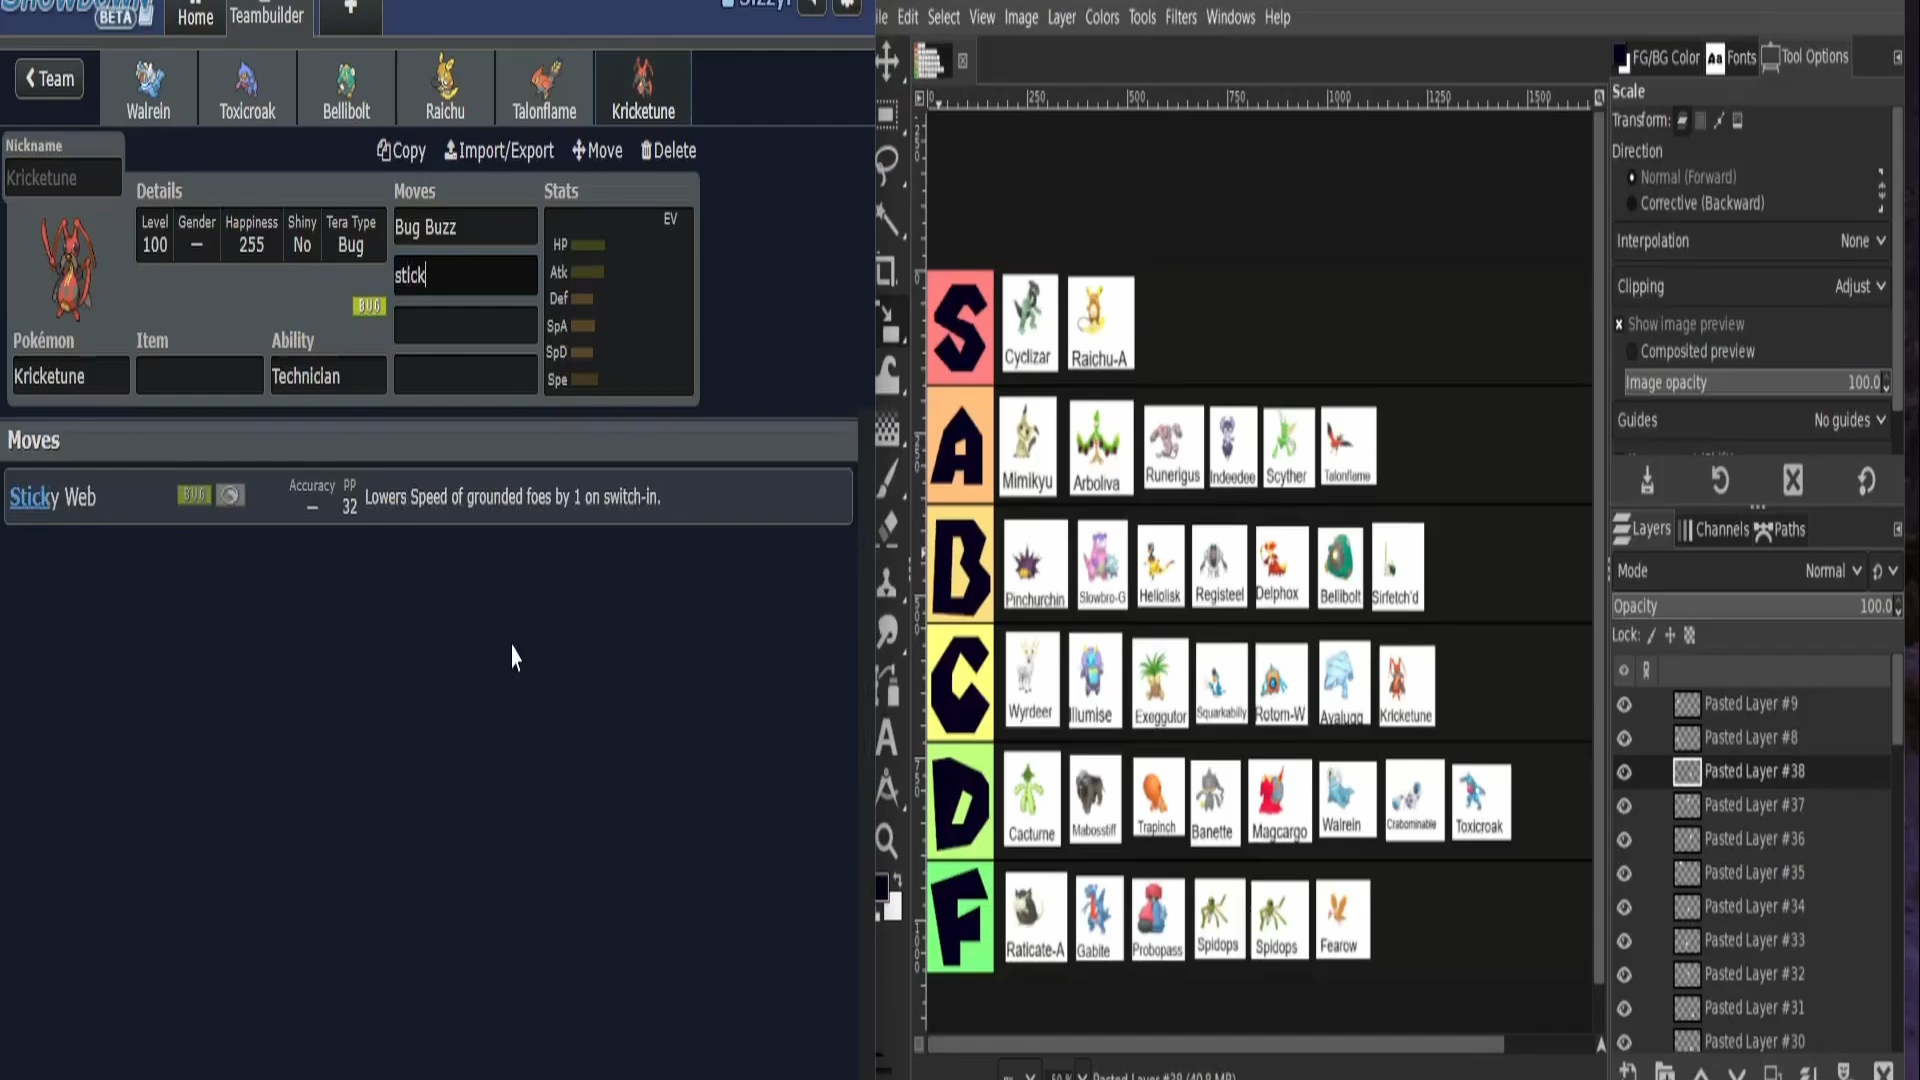 SHOWDOWN
BETA
Home
Teambuilder
+
Team
Walrein
Toxicroak
Bellibolt
Raichu
Talonflame
Kricketune
Nickname
Kricketune
Copy
Import/Export
Move
Delete
Details
Moves
Stats
Level
Gender
Happiness
Shiny
Tera Type
100
—
255
No
Bug
Bug Buzz
EV
HP
stick
Atk
Def
BUG
SpA
Pokémon
Item
Ability
SpD
Kricketune
Technician
Spe
Moves
Sticky Web
BUG
Accuracy
—
PP
32
Lowers Speed of grounded foes by 1 on switch-in.
Edit Select View Image Layer Colors Tools Filters Windows Help
0 250 500 750 1000 1250 1500
S
Cyclizar
Raichu-A
A
Mimikyu
Arboliva
Runerigus
Indeedee
Scyther
Talonflame
B
Pinchurchin
Slowbro-G
Heliolisk
Registeel
Delphox
Bellibolt
Sirfetch'd
C
Wyrdeer
Illumise
Exeggutor
Squawkabilly
Rotom-W
Avalugg
Kricketune
D
Cacturne
Mabosstiff
Trapinch
Banette
Magcargo
Walrein
Crabominable
Toxicroak
F
Raticate-A
Gabite
Probopass
Spidops
Spidops
Fearow
FG/BG Color
Aa Fonts
Tool Options
Scale
Transform:
Direction
Normal (Forward)
Corrective (Backward)
Interpolation
None
Clipping
Adjust
Show image preview
Composited preview
Image opacity
100.0
Guides
No guides
Layers
Channels
Paths
Mode
Normal
Opacity
100.0
Lock:
Pasted Layer #9
Pasted Layer #8
Pasted Layer #38
Pasted Layer #37
Pasted Layer #36
Pasted Layer #35
Pasted Layer #34
Pasted Layer #33
Pasted Layer #32
Pasted Layer #31
Pasted Layer #30